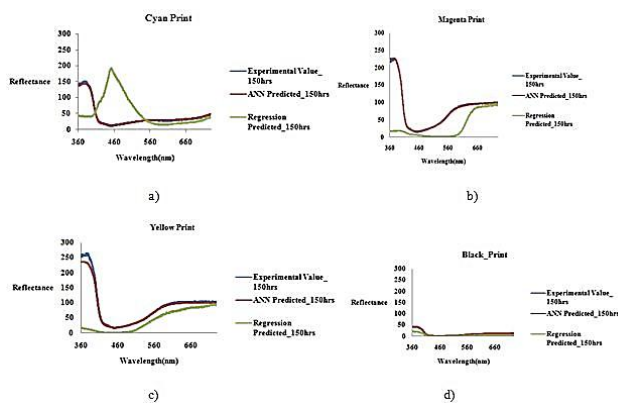 Cyan Print
300
250
200
Reflectance 150
100
50
0
360 460 560 660
Wavelength(nm)
Experimental Value_
150hrs
ANN Predicted_150hrs
Regression
Predicted_150hrs
a)
Magenta Print
300
250
200
Reflectance 150
100
50
0
360 460 560 660
Wavelength(nm)
Experimental Value_
150hrs
ANN Predicted_150hrs
Regression
Predicted_150hrs
b)
Yellow Print
300
250
200
Reflectance 150
100
50
0
360 460 560 660
Wavelength(nm)
Experimental Value_
150hrs
ANN Predicted_150hrs
Regression
Predicted_150hrs
c)
Black_Print
300
250
200
Reflectance 150
100
50
0
360 460 560 660
Wavelength(nm)
Experimental Value_
150hrs
ANN Predicted_150hrs
Regression
Predicted_150hrs
d)